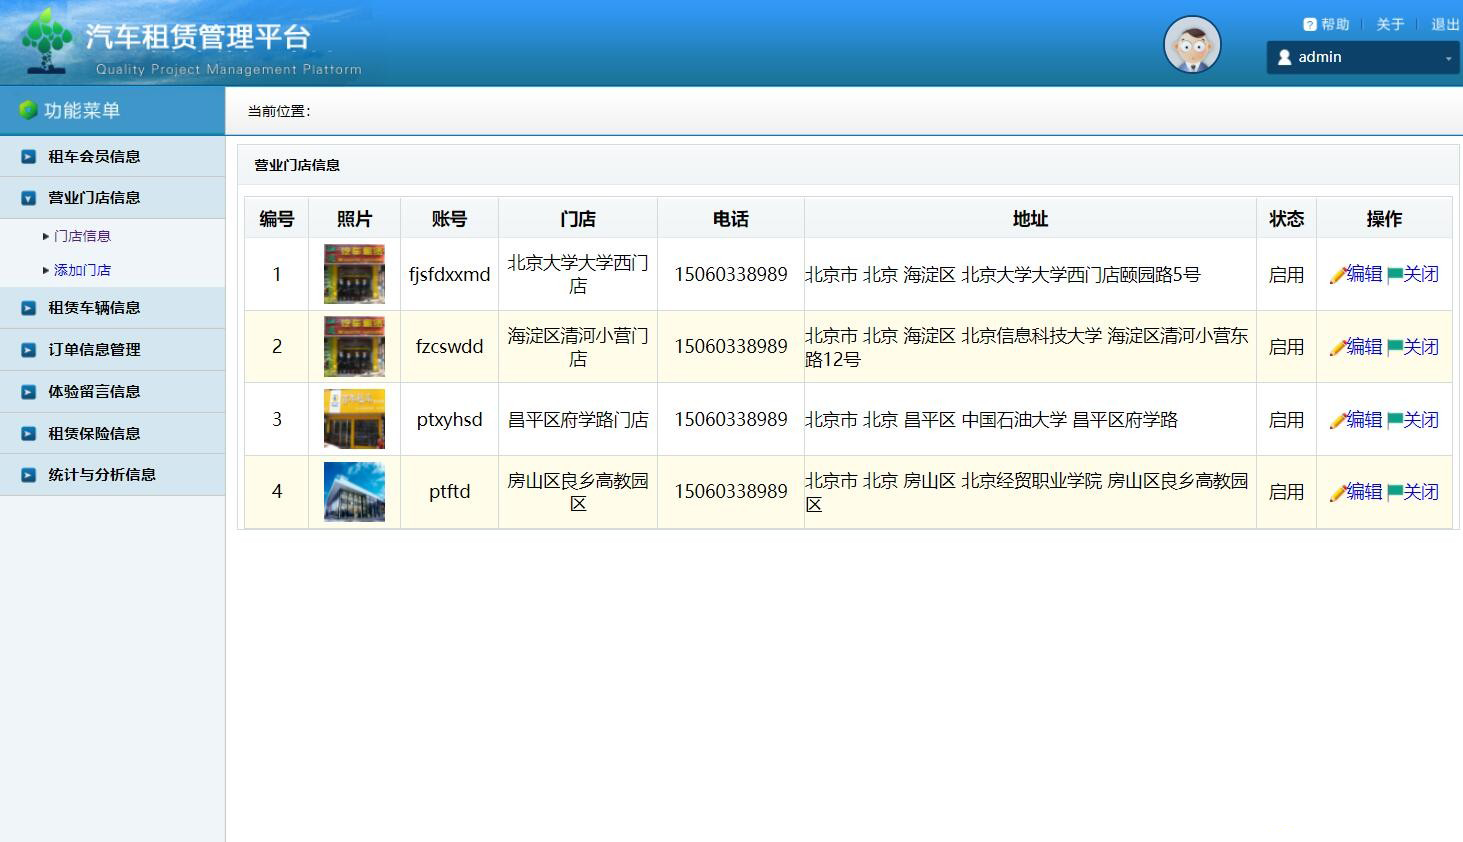 汽车租赁管理平台
Quality Project Management Plattorm
帮助 关于 退出
admin
功能菜单
当前位置：
租车会员信息
营业门店信息
门店信息
添加门店
租赁车辆信息
订单信息管理
体验留言信息
租赁保险信息
统计与分析信息
营业门店信息
编号 照片 账号 门店 电话 地址 状态 操作
1 fjsfdxxmd 北京大学大学西门
店 15060338989 北京市 北京 海淀区 北京大学大学西门店颐园路5号 启用 编辑 关闭
2 fzcswdd 海淀区清河小营门
店 15060338989 北京市 北京 海淀区 北京信息科技大学 海淀区清河小营东
路12号 启用 编辑 关闭
3 ptxyhsd 昌平区府学路门店 15060338989 北京市 北京 昌平区 中国石油大学 昌平区府学路 启用 编辑 关闭
4 ptftd 房山区良乡高教园
区 15060338989 北京市 北京 房山区 北京经贸职业学院 房山区良乡高教园
区 启用 编辑 关闭